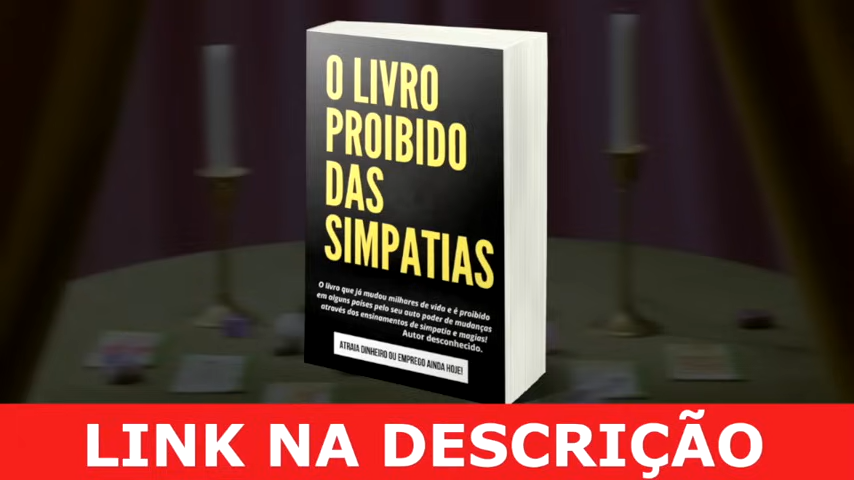 O LIVRO
PROIBIDO
DAS
SIMPATIAS
O livro que já mudou milhares de vida e é proibido
em alguns países pelo seu auto poder de mudanças
através dos ensinamentos de simpatia e magias!
Autor desconhecido.
ATRAIA DINHEIRO OU EMPREGO AINDA HOJE!
LINK NA DESCRIÇÃO